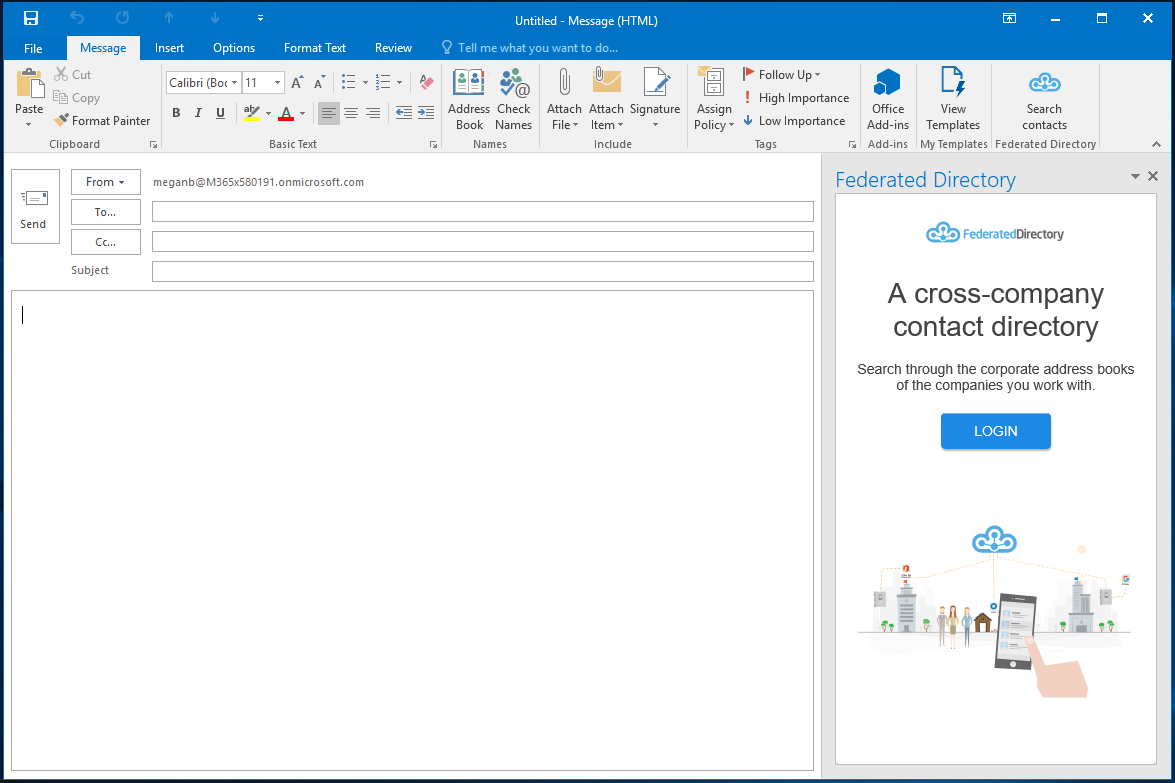 Untitled - Message (HTML)
File Message Insert Options Format Text Review Tell me what you want to do...
Paste
Cut
Copy
Format Painter
Clipboard
Calibri (Boc 11 A A
B I U A
Basic Text
Address Book
Check Names
Names
Attach File
Attach Item
Signature
Include
Assign Policy
Follow Up
High Importance
Low Importance
Tags
Office Add-ins
Add-ins
View Templates
My Templates
Search contacts
Federated Directory
Send
From meganb@M365x580191.onmicrosoft.com
To...
Cc...
Subject
Federated Directory
FederatedDirectory
A cross-company
contact directory
Search through the corporate address books
of the companies you work with.
LOGIN